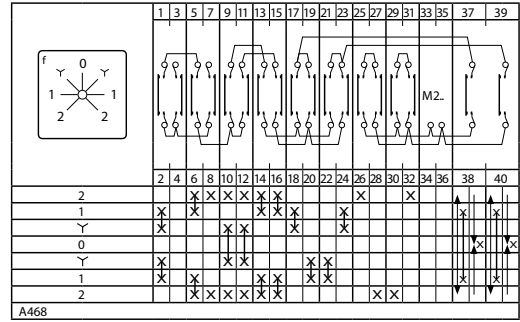 1 3 5 7 9 11 13 15 17 19 21 23 25 27 29 31 33 35 37 39
f
0
1 1
2 2
M2..
2 4 6 8 10 12 14 16 18 20 22 24 26 28 30 32 34 36 38 40
2 X X X X X X X X
1 X X X X X X x x
X X X X X
0 X X
X X X X X
1 X X X X X X x x
2 X X X X X X X X
A468